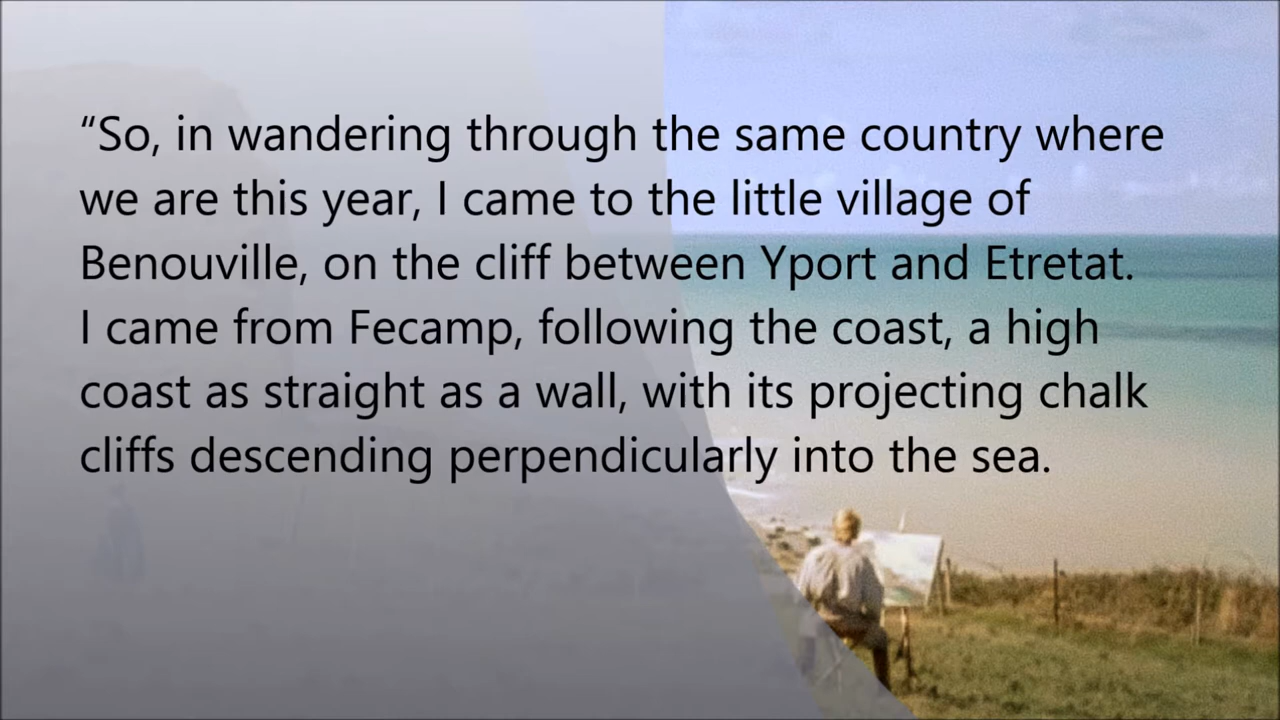 “So, in wandering through the same country where
we are this year, I came to the little village of
Benouville, on the cliff between Yport and Etretat.
I came from Fecamp, following the coast, a high
coast as straight as a wall, with its projecting chalk
cliffs descending perpendicularly into the sea.